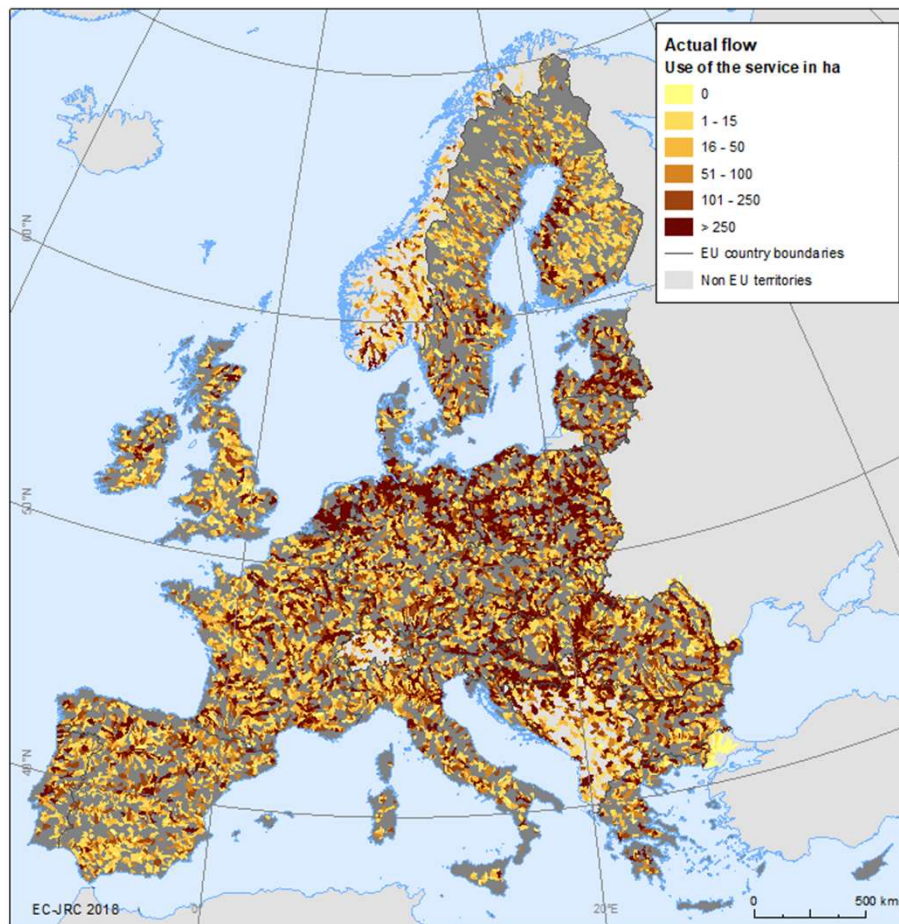 Actual flow
Use of the service in ha
0
1 - 15
16 - 50
51 - 100
101 - 250
> 250
EU country boundaries
Non EU territories
60°N
50°N
40°N
0°
20°E
EC-JRC 2018
0 500 km